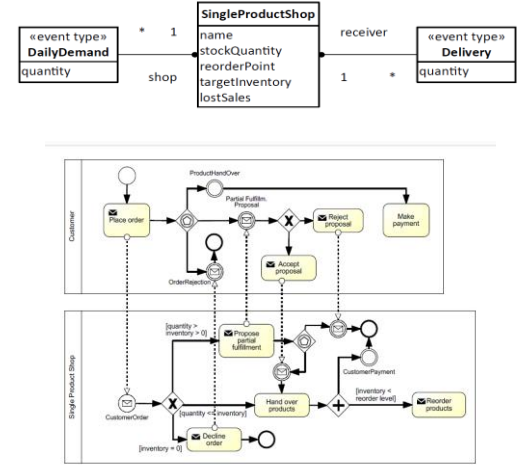 SingleProductShop
name
stockQuantity
reorderPoint
targetInventory
lostSales
«event type»
DailyDemand
quantity
* 1
shop
receiver
1 *
«event type»
Delivery
quantity
Customer
ProductHandOver
Place order
Partial Fulfillm.
Proposal
X
Reject
proposal
Make
payment
Accept
proposal
OrderRejection
Single Product Shop
[quantity >
inventory > 0]
Propose
partial
fulfillment
CustomerOrder
X
[quantity <= inventory]
Hand over
products
CustomerPayment
[inventory <
reorder level]
Reorder
products
[inventory = 0]
Decline
order